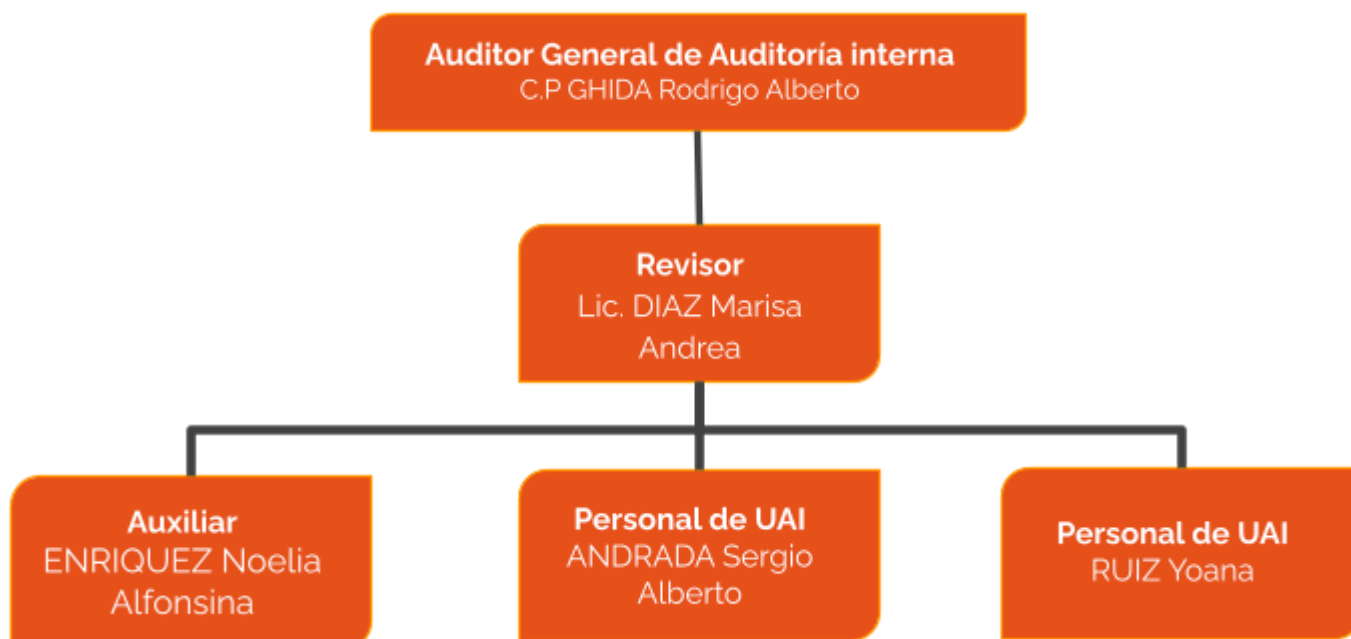 Auditor General de Auditoría interna
C.P GHIDA Rodrigo Alberto
Revisor
Lic. DIAZ Marisa
Andrea
Auxiliar
ENRIQUEZ Noelia
Alfonsina
Personal de UAI
ANDRADA Sergio
Alberto
Personal de UAI
RUIZ Yoana